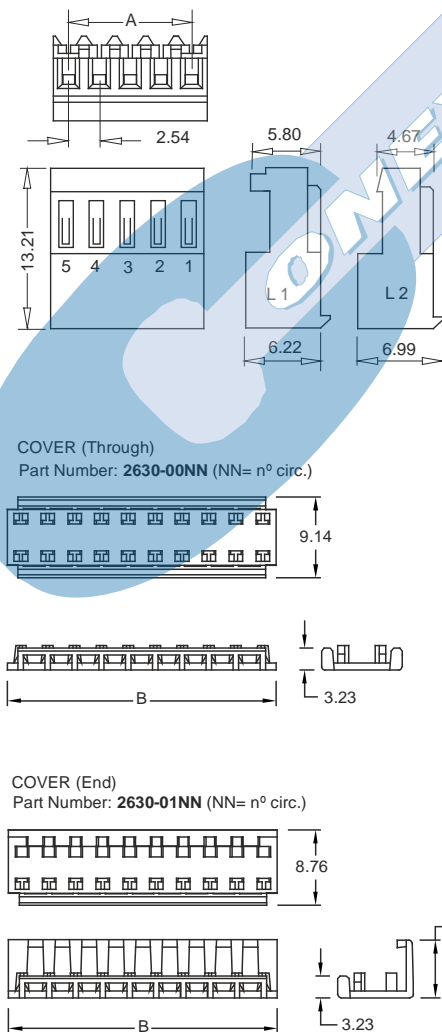 A
2.54
5.80
4.67
13.21
5 4 3 2 1
L 1
L 2
6.22
6.99
ONE
COVER (Through)
Part Number: 2630-00NN (NN= nº circ.)
9.14
B
3.23
COVER (End)
Part Number: 2630-01NN (NN= nº circ.)
8.76
B
3.23